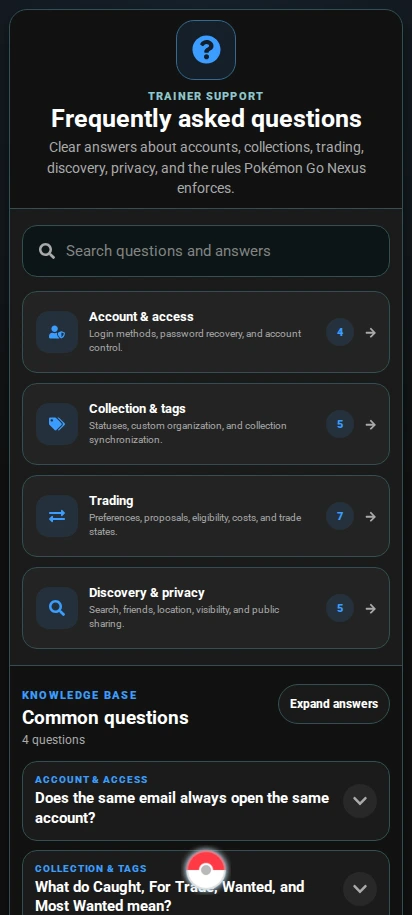 TRAINER SUPPORT
Frequently asked questions
Clear answers about accounts, collections, trading,
discovery, privacy, and the rules Pokémon Go Nexus
enforces.
Search questions and answers
Account & access
Login methods, password recovery, and account
control.
4
Collection & tags
Statuses, custom organization, and collection
synchronization.
5
Trading
Preferences, proposals, eligibility, costs, and trade
states.
7
Discovery & privacy
Search, friends, location, visibility, and public
sharing.
5
KNOWLEDGE BASE
Common questions
4 questions
Expand answers
ACCOUNT & ACCESS
Does the same email always open the same
account?
COLLECTION & TAGS
What do Caught, For Trade, Wanted, and
Most Wanted mean?